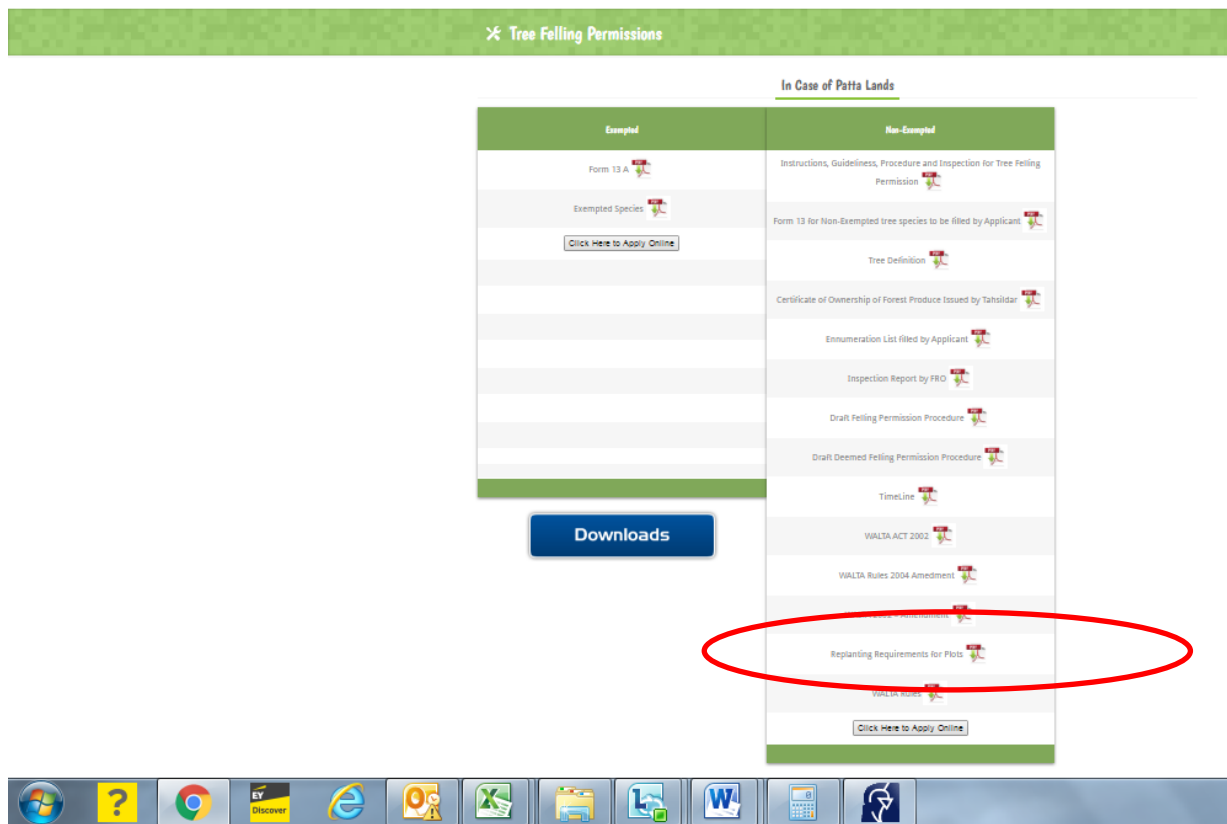 Tree Felling Permissions
In Case of Patta Lands
Exempted
Form 13 A
Exempted Species
Click Here to Apply Online
Downloads
Non-Exempted
Instructions, Guideliness, Procedure and Inspection for Tree Felling
Permission
Form 13 for Non-Exempted tree species to be filled by Applicant
Tree Definition
Certificate of Ownership of Forest Produce Issued by Tahsildar
Ennumeration List filled by Applicant
Inspection Report by FRO
Draft Felling Permission Procedure
Draft Deemed Felling Permission Procedure
TimeLine
WALTA ACT 2002
WALTA Rules 2004 Amedment
Amendment
Replanting Requirements for Plots
WALTA Rules
Click Here to Apply Online
?
EY
Discover